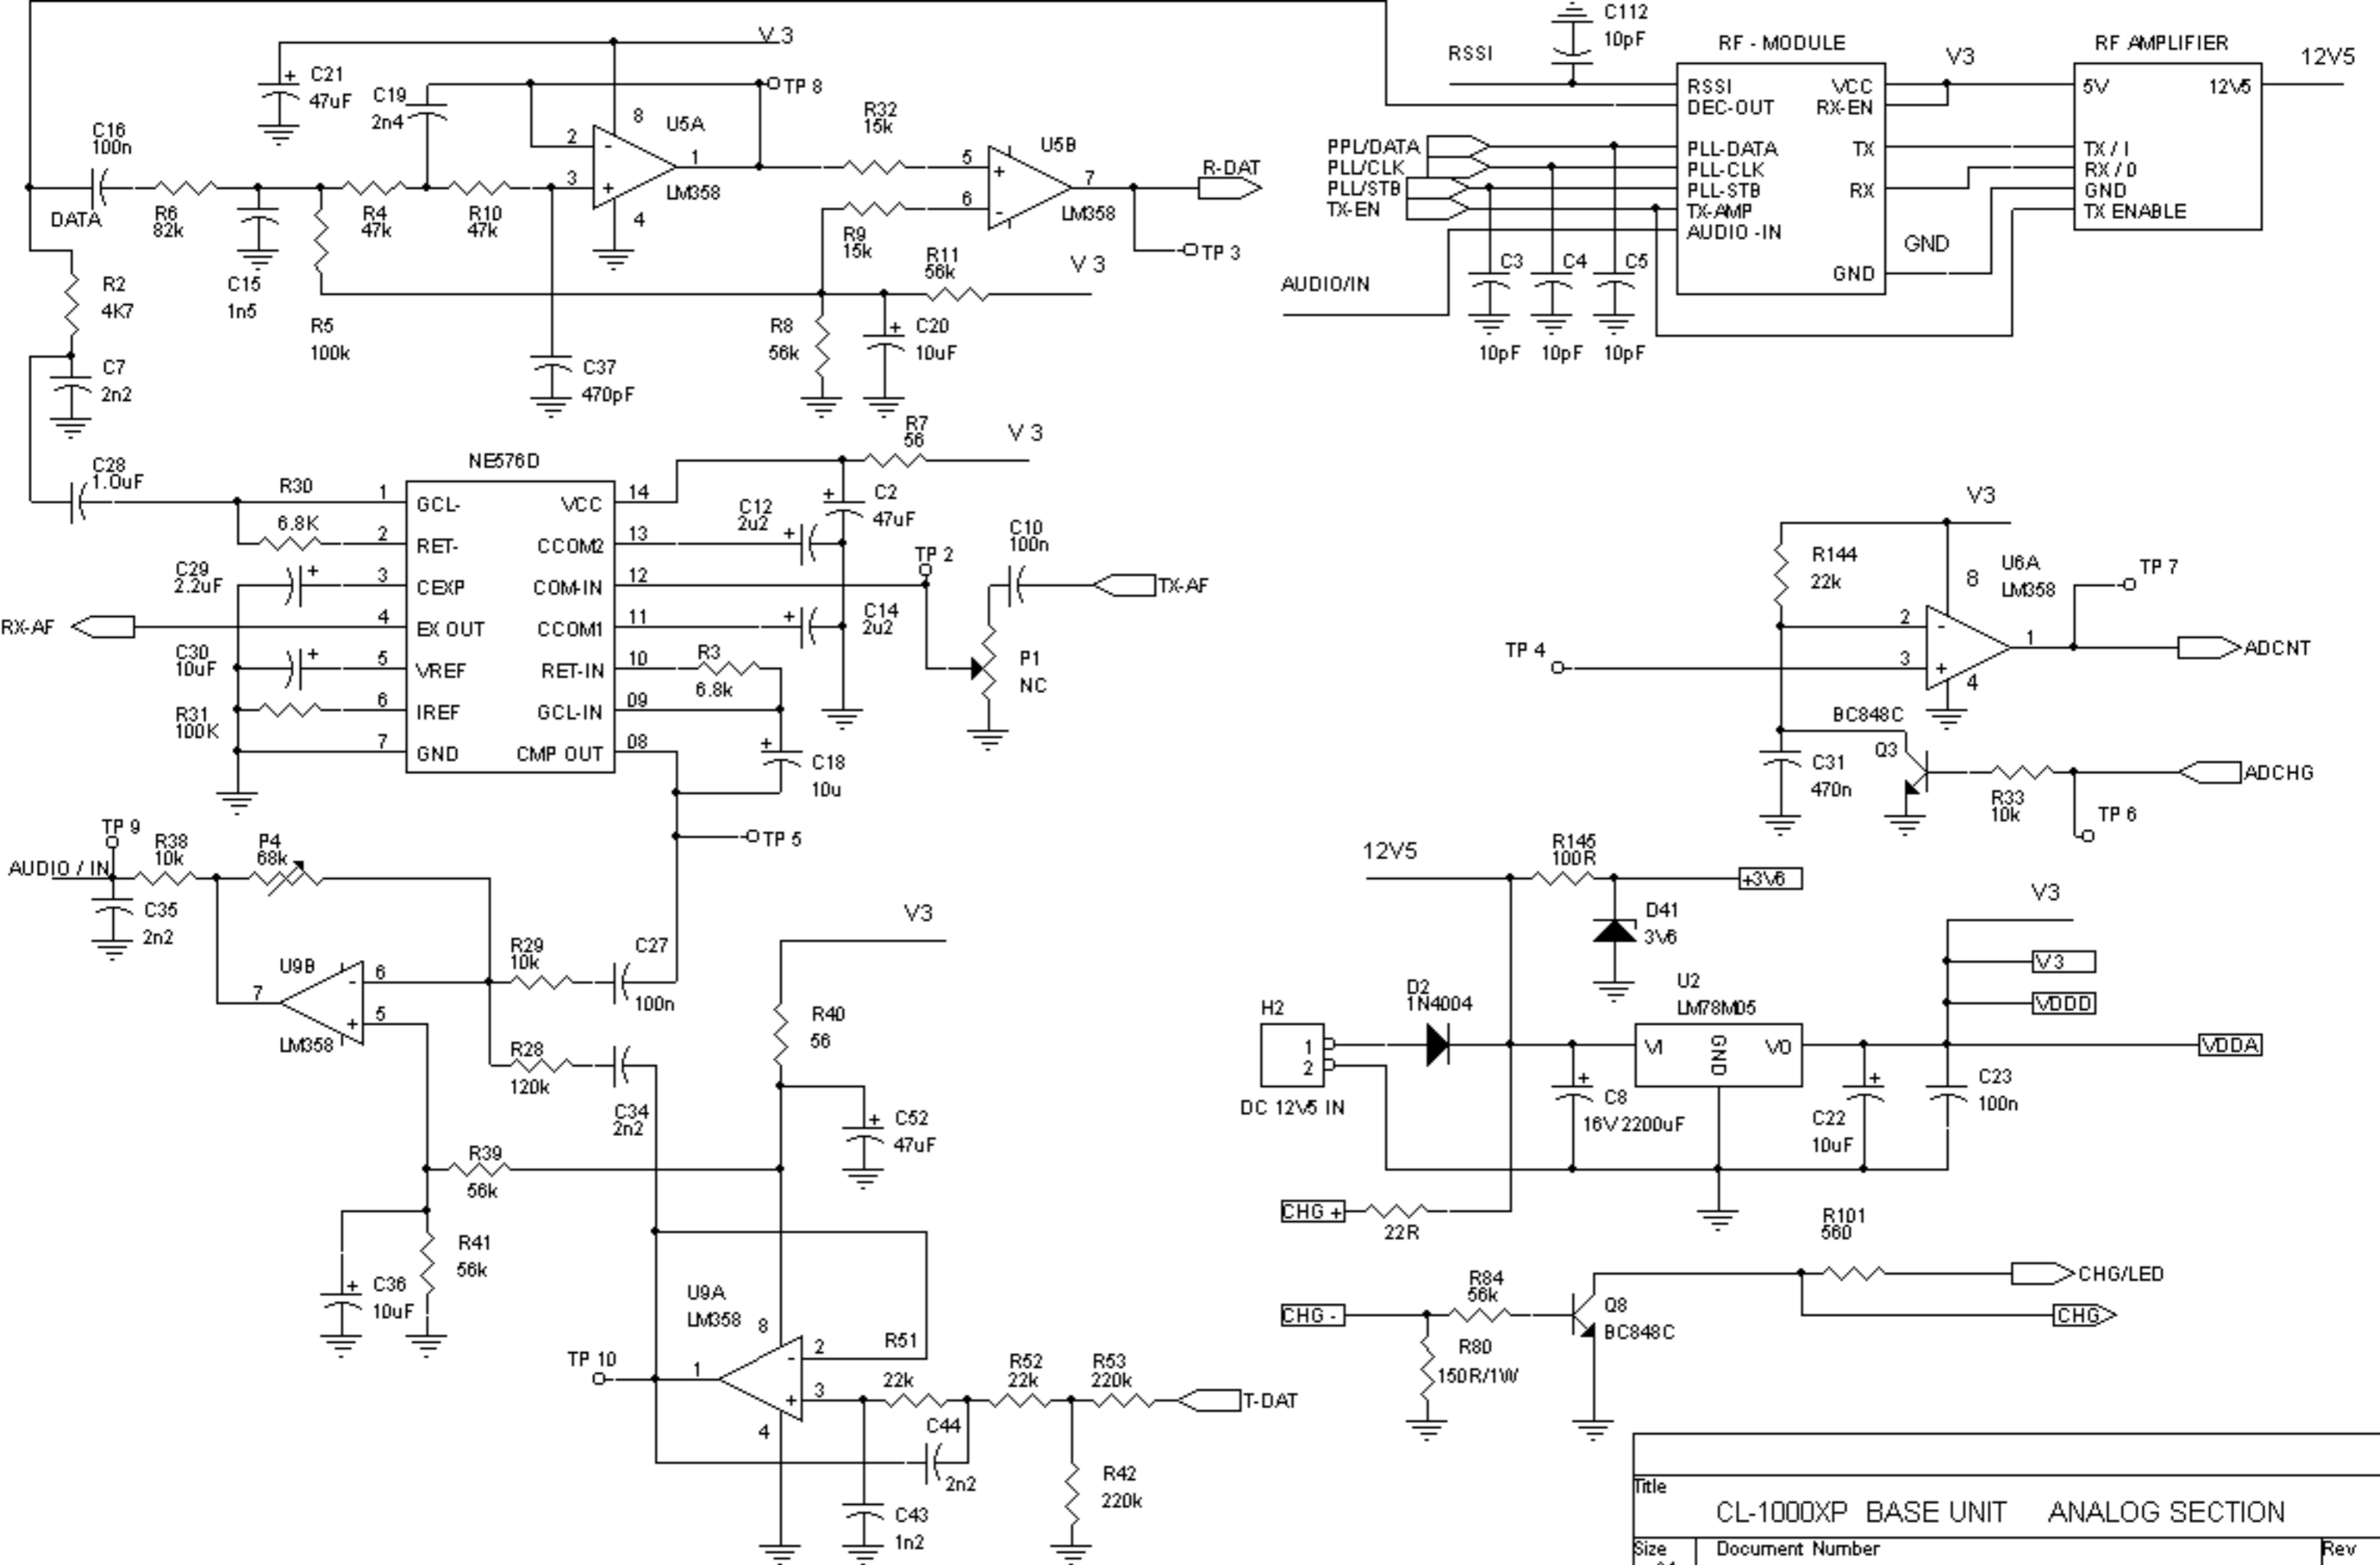 V 3
C21
47uF
C19
2n4
TP 8
8
U5A
2
-
1
3
+
LM358
4
C16
100n
DATA
R6
82k
C15
1n5
R4
47k
R10
47k
R5
100k
R2
4K7
C7
2n2
C37
470pF
R32
15k
5
+
U5B
7
6
-
LM358
R-DAT
TP 3
R9
15k
R11
56k
V 3
R8
56k
C20
10uF
RSSI
C112
10pF
RF - MODULE
RSSI
DEC-OUT
PLL-DATA
PLL-CLK
PLL-STB
TX-AMP
AUDIO -IN
VCC
RX-EN
TX
RX
GND
V3
GND
RF AMPLIFIER
5V
12V5
TX / I
RX / 0
GND
TX ENABLE
12V5
PPL/DATA
PLL/CLK
PLL/STB
TX-EN
AUDIO/IN
C3
C4
C5
10pF
10pF
10pF
C28
1.0uF
R30
6.8K
C29
2.2uF
RX-AF
C30
10uF
R31
100K
NE576D
1
GCL-
2
RET-
3
CEXP
4
EX OUT
5
VREF
6
IREF
7
GND
VCC
14
CCOM2
13
COM-IN
12
CCOM1
11
RET-IN
10
GCL-IN
09
CMP OUT
08
R7
56
V 3
C2
47uF
C12
2u2
TP 2
C10
100n
TX-AF
C14
2u2
P1
NC
R3
6.8k
C18
10u
TP 5
V3
R144
22k
U6A
LM358
8
TP 7
2
-
1
3
+
4
TP 4
ADCNT
BC848C
Q3
C31
470n
R33
10k
ADCHG
TP 6
TP 9
R38
10k
P4
68k
AUDIO / IN
C35
2n2
U9B
6
-
7
5
+
LM358
R29
10k
C27
100n
R28
120k
C34
2n2
V3
R40
56
C52
47uF
R39
56k
R41
56k
C36
10uF
U9A
LM358
8
2
-
1
3
+
4
TP 10
R51
22k
R52
22k
R53
220k
T-DAT
C44
2n2
C43
1n2
R42
220k
12V5
R145
100R
+3V6
D41
3V6
V3
V3
VDDD
VDDA
H2
1
2
DC 12V5 IN
D2
1N4004
U2
LM78M05
VI
GND
VO
C8
16V 2200uF
C22
10uF
C23
100n
CHG +
22R
R101
560
CHG/LED
CHG
CHG -
R84
56k
Q8
BC848C
R80
150R/1W
Title
CL-1000XP BASE UNIT ANALOG SECTION
Size
Document Number
Rev